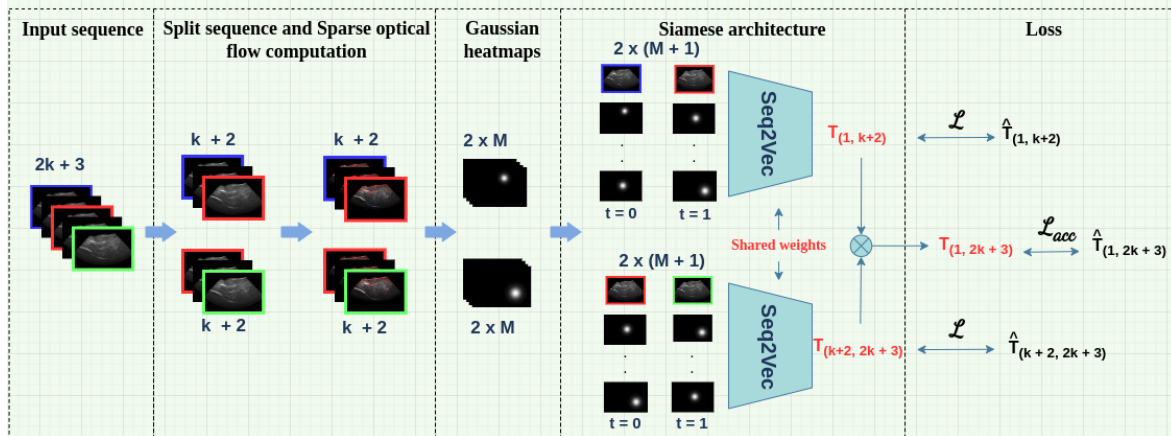 Input sequence
Split sequence and Sparse optical
flow computation
Gaussian
heatmaps
Siamese architecture
Loss
2k + 3
k + 2
k + 2
k + 2
k + 2
2 x M
2 x M
2 x (M + 1)
.
.
.
.
t = 0
t = 1
Seq2Vec
T(1, k+2)
ℒ
T̂(1, k+2)
Shared weights
T(1, 2k + 3)
ℒacc
T̂(1, 2k + 3)
2 x (M + 1)
.
.
.
.
t = 0
t = 1
Seq2Vec
T(k+2, 2k + 3)
ℒ
T̂(k + 2, 2k + 3)